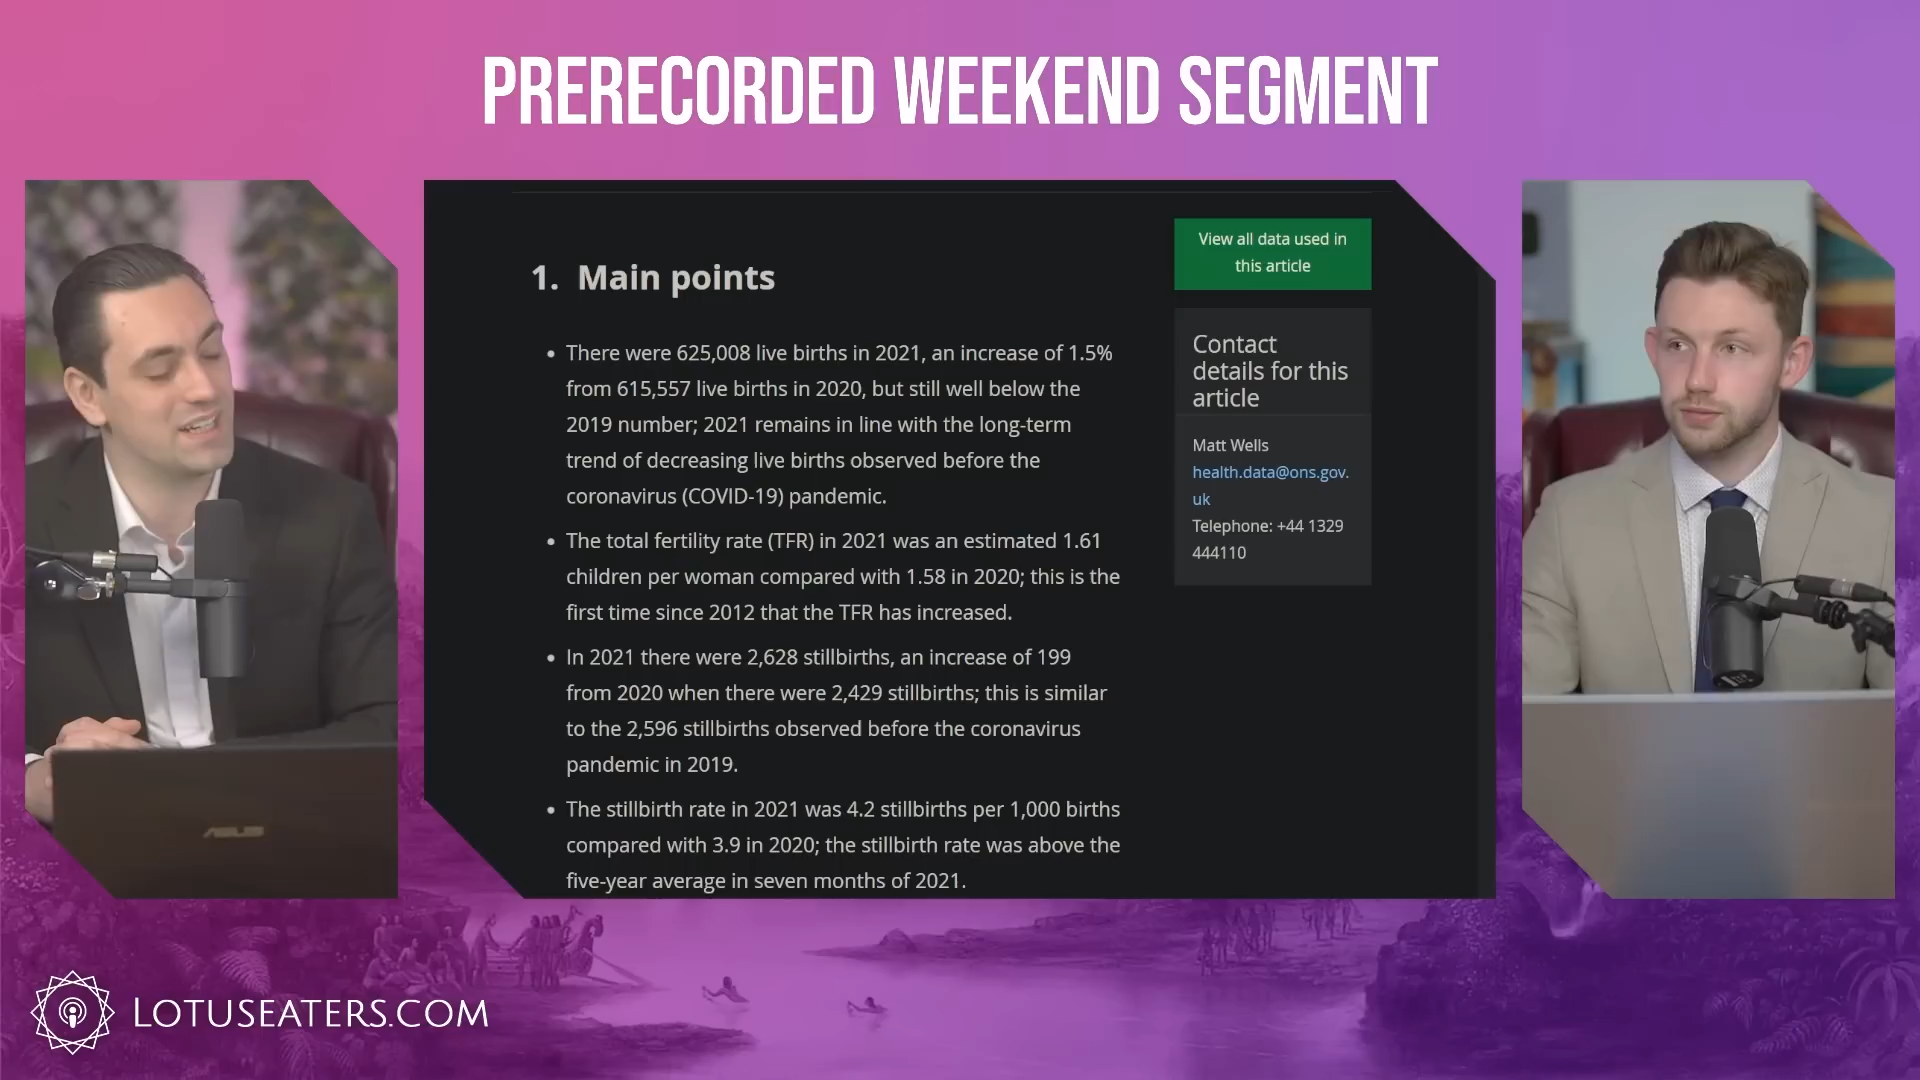 PRERECORDED WEEKEND SEGMENT
1. Main points
There were 625,008 live births in 2021, an increase of 1.5%
from 615,557 live births in 2020, but still well below the
2019 number; 2021 remains in line with the long-term
trend of decreasing live births observed before the
coronavirus (COVID-19) pandemic.
The total fertility rate (TFR) in 2021 was an estimated 1.61
children per woman compared with 1.58 in 2020; this is the
first time since 2012 that the TFR has increased.
In 2021 there were 2,628 stillbirths, an increase of 199
from 2020 when there were 2,429 stillbirths; this is similar
to the 2,596 stillbirths observed before the coronavirus
pandemic in 2019.
The stillbirth rate in 2021 was 4.2 stillbirths per 1,000 births
compared with 3.9 in 2020; the stillbirth rate was above the
five-year average in seven months of 2021.
View all data used in
this article
Contact
details for this
article
Matt Wells
health.data@ons.gov.
uk
Telephone: +44 1329
444110
ASUS
LOTUSEATERS.COM